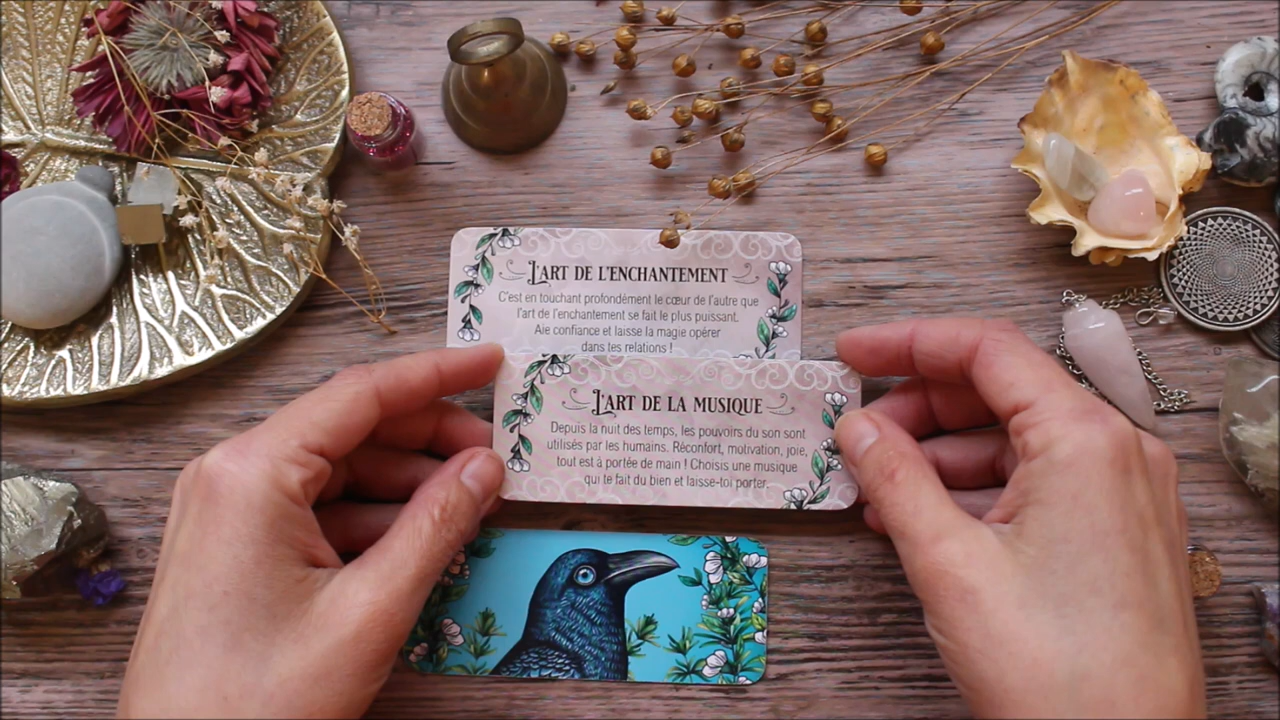 L'ART DE L'ENCHANTEMENT
C'est en touchant profondément le cœur de l'autre que
l'art de l'enchantement se fait le plus puissant.
Aie confiance et laisse la magie opérer
dans tes relations !
L'ART DE LA MUSIQUE
Depuis la nuit des temps, les pouvoirs du son sont
utilisés par les humains. Réconfort, motivation, joie,
tout est à portée de main ! Choisis une musique
qui te fait du bien et laisse-toi porter.